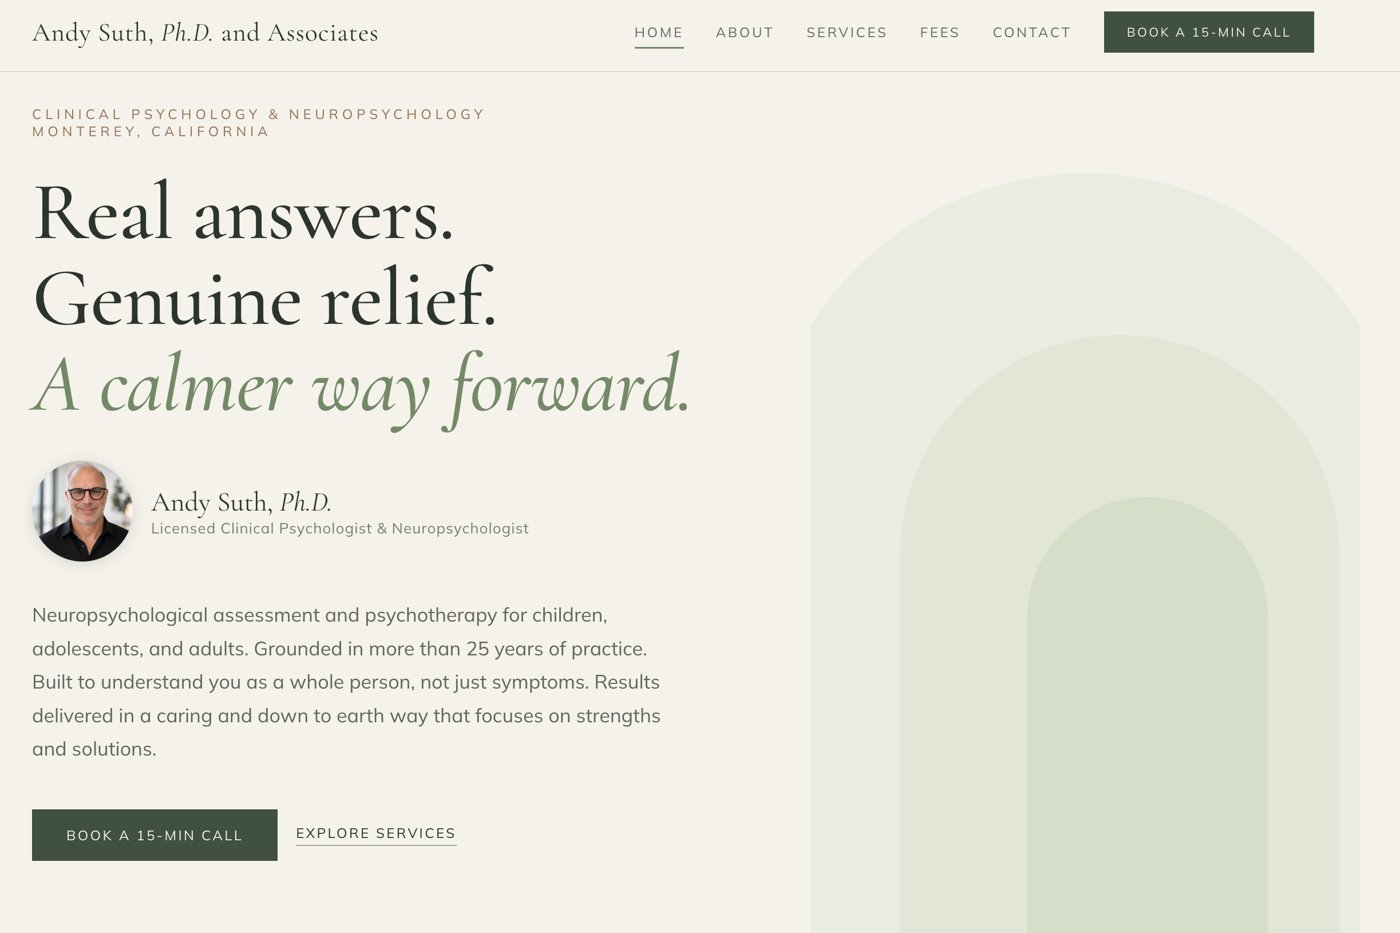 Andy Suth, Ph.D. and Associates
HOME ABOUT SERVICES FEES CONTACT BOOK A 15-MIN CALL
CLINICAL PSYCHOLOGY & NEUROPSYCHOLOGY
MONTEREY, CALIFORNIA
Real answers.
Genuine relief.
A calmer way forward.
Andy Suth, Ph.D.
Licensed Clinical Psychologist & Neuropsychologist
Neuropsychological assessment and psychotherapy for children,
adolescents, and adults. Grounded in more than 25 years of practice.
Built to understand you as a whole person, not just symptoms. Results
delivered in a caring and down to earth way that focuses on strengths
and solutions.
BOOK A 15-MIN CALL EXPLORE SERVICES